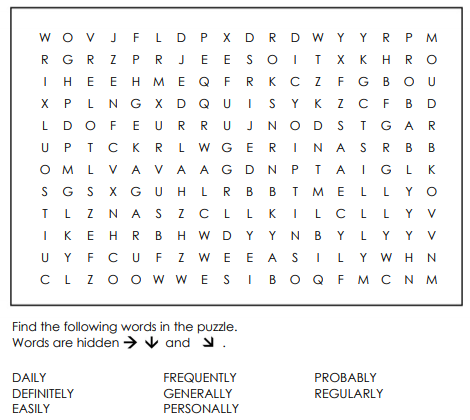 W O V J F L D P X D R D W Y Y R P M
R G R Z P R J E E S O I T X K H R O
I H E E H M E Q F R K C Z F G B O U
X P L N G X D Q U I S Y K Z C F B D
L D O F E U R R U J N O D S T G A R
U P T C K R L W G E R I N A S R B B
O M L V A V A A G D N P T A I G L K
S G S X G U H L R B B T M E L L Y O
T L Z N A S Z C L L K I L C L L Y V
I K E H R B H W D Y Y N B Y L Y Y V
U Y F C U F Z W E E A S I L Y W H N
C L Z O O W W E S I B O Q F M C N M
Find the following words in the puzzle.
Words are hidden → ↓ and ↘ .
DAILY FREQUENTLY PROBABLY
DEFINITELY GENERALLY REGULARLY
EASILY PERSONALLY